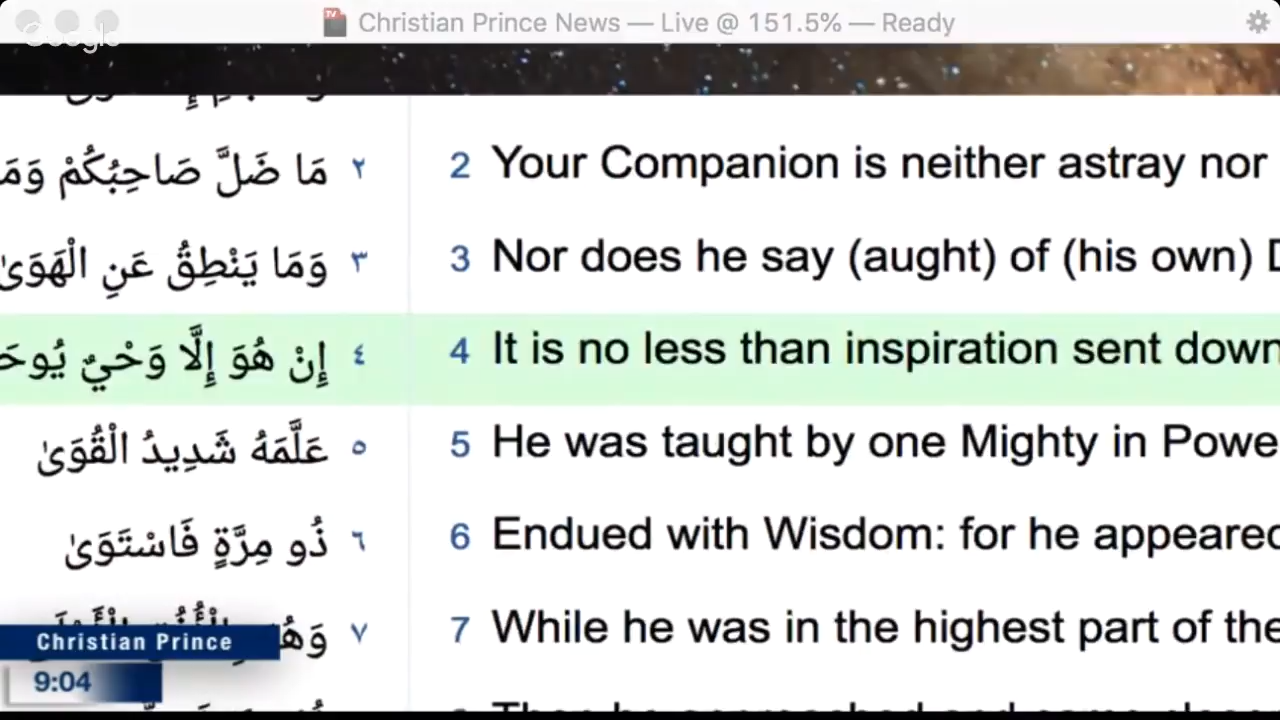 Christian Prince News — Live @ 151.5% — Ready
Google
مَا ضَلَّ صَاحِبُكُمْ ٢
2 Your Companion is neither astray nor
وَمَا يَنْطِقُ عَنِ الْهَوَىٰ ٣
3 Nor does he say (aught) of (his own)
إِنْ هُوَ إِلَّا وَحْيٌ ٤
4 It is no less than inspiration sent down
عَلَّمَهُ شَدِيدُ الْقُوَىٰ ٥
5 He was taught by one Mighty in Powe
ذُو مِرَّةٍ فَاسْتَوَىٰ ٦
6 Endued with Wisdom: for he appeared
٧
7 While he was in the highest part of the
Christian Prince
9:04